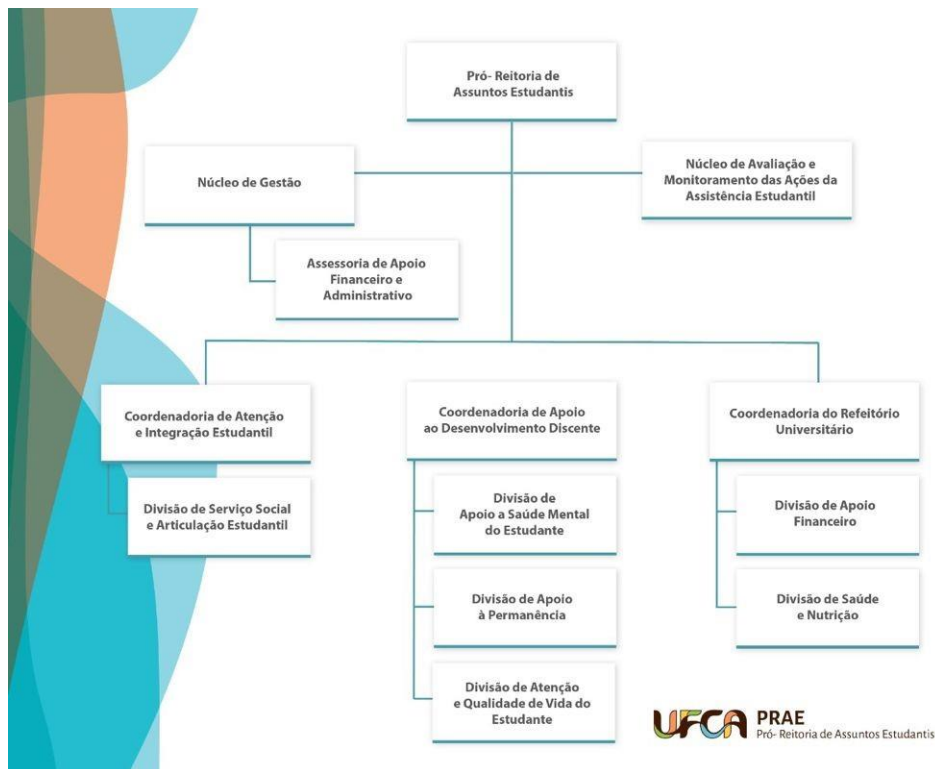 Pró- Reitoria de
Assuntos Estudantis
Núcleo de Gestão
Núcleo de Avaliação e
Monitoramento das Ações da
Assistência Estudantil
Assessoria de Apoio
Financeiro e
Administrativo
Coordenadoria de Atenção
e Integração Estudantil
Divisão de Serviço Social
e Articulação Estudantil
Coordenadoria de Apoio
ao Desenvolvimento Discente
Divisão de
Apoio a Saúde Mental
do Estudante
Divisão de Apoio
à Permanência
Divisão de Atenção
e Qualidade de Vida do
Estudante
Coordenadoria do Refeitório
Universitário
Divisão de Apoio
Financeiro
Divisão de Saúde
e Nutrição
UFCA PRAE
Pró- Reitoria de Assuntos Estudantis